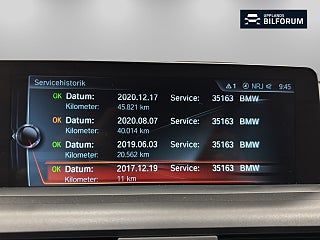 UPPLANDS
BILFORUM
Servicehistorik
1 NRJ 9:45
OK Datum: 2020.12.17 Service: 35163 BMW
Kilometer: 45.821 km
OK Datum: 2020.08.07 Service: 35163 BMW
Kilometer: 40.014 km
OK Datum: 2019.06.03 Service: 35163 BMW
Kilometer: 20.562 km
OK Datum: 2017.12.19 Service: 35163 BMW
Kilometer: 11 km